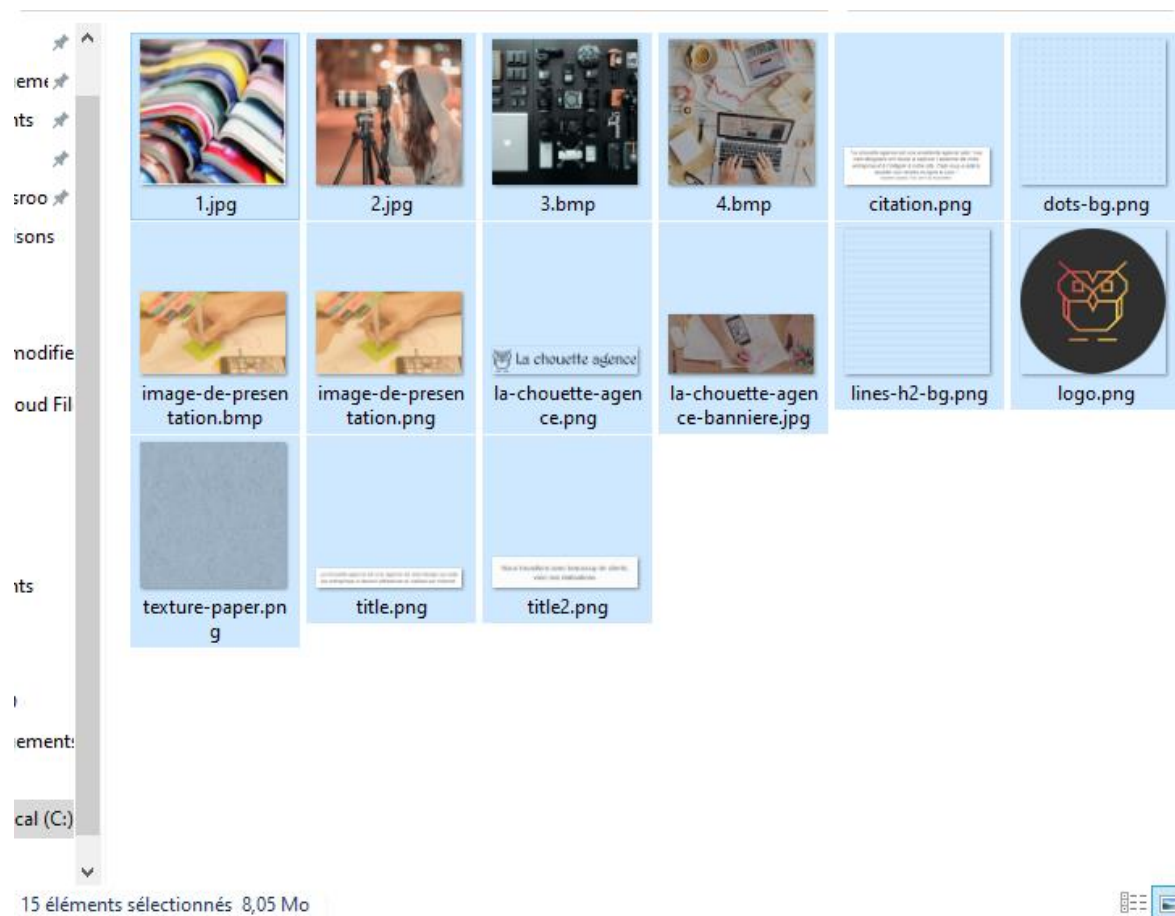 eme
nts
sroo
isons
modifie
oud Fil
nts
)
ements
cal (C:)
1.jpg
2.jpg
3.bmp
4.bmp
citation.png
dots-bg.png
La chouette agence
image-de-presen
tation.bmp
image-de-presen
tation.png
la-chouette-agen
ce.png
la-chouette-agen
ce-banniere.jpg
lines-h2-bg.png
logo.png
texture-paper.pn
g
title.png
title2.png
15 éléments sélectionnés 8,05 Mo